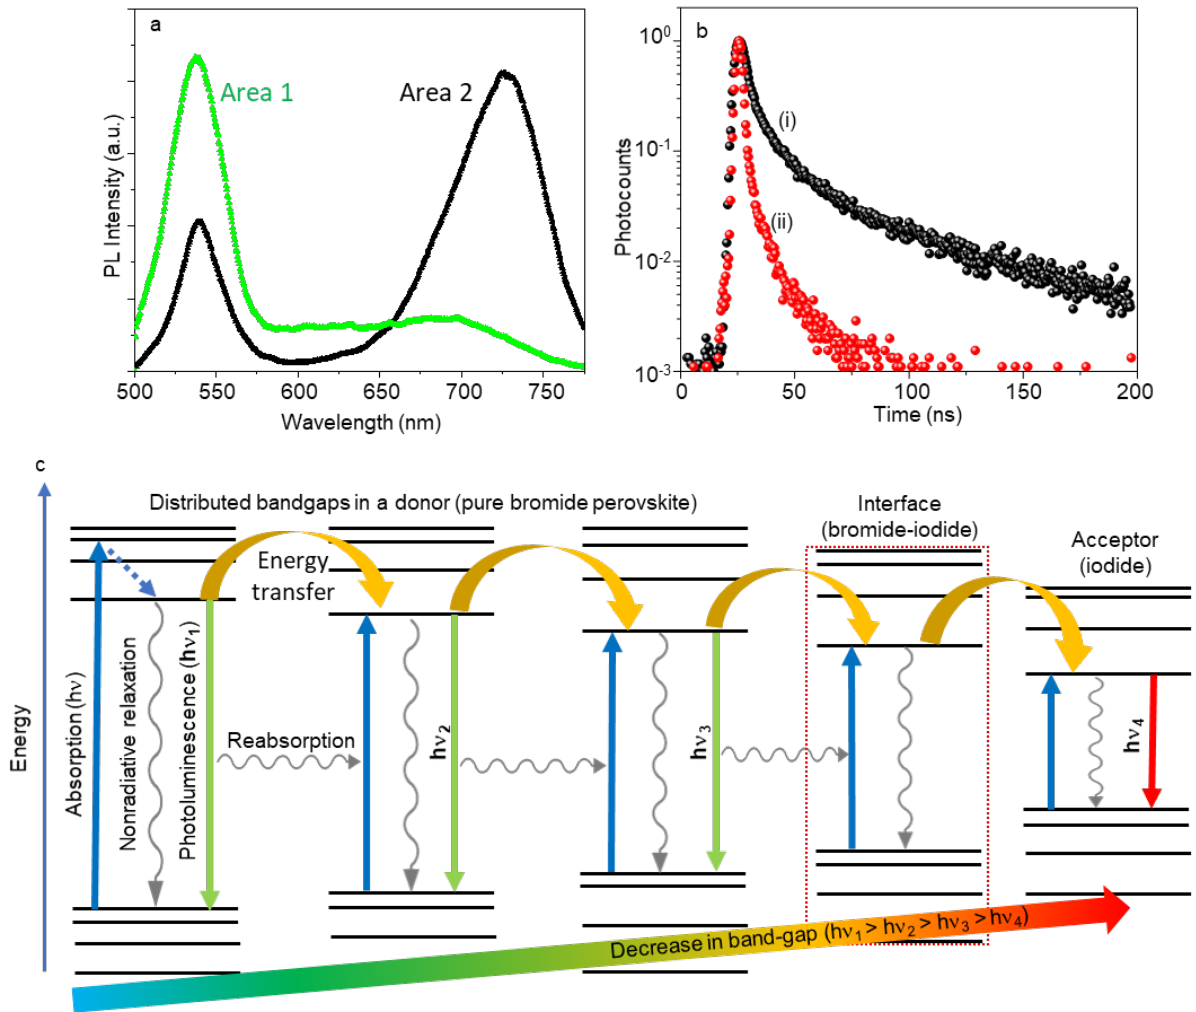 a
Area 1
Area 2
PL Intensity (a.u.)
500
550
600
650
700
750
Wavelength (nm)
b
10⁰
10⁻¹
10⁻²
10⁻³
Photocounts
(i)
(ii)
0
50
100
150
200
Time (ns)
c
Energy
Distributed bandgaps in a donor (pure bromide perovskite)
Interface
(bromide-iodide)
Acceptor
(iodide)
Energy
transfer
Absorption (hν)
Nonradiative relaxation
Photoluminescence (hν₁)
Reabsorption
hν₂
hν₃
hν₄
Decrease in band-gap (hν₁ > hν₂ > hν₃ > hν₄)